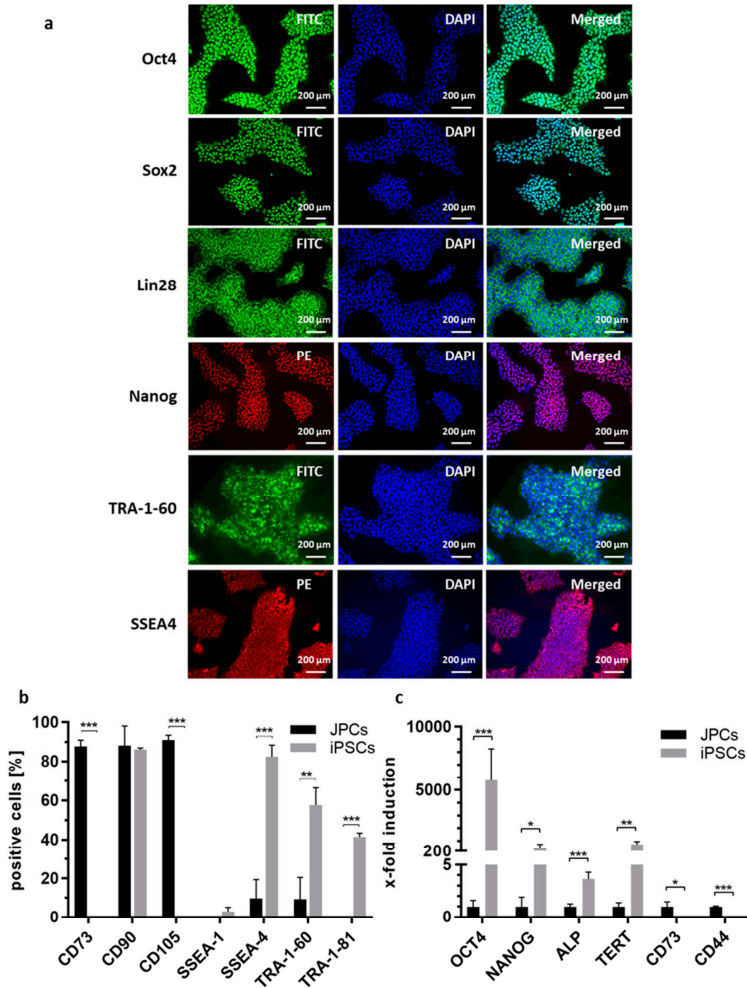 a
Oct4
FITC
DAPI
Merged
200 µm
200 µm
200 µm
Sox2
FITC
DAPI
Merged
200 µm
200 µm
200 µm
Lin28
FITC
DAPI
Merged
200 µm
200 µm
200 µm
Nanog
PE
DAPI
Merged
200 µm
200 µm
200 µm
TRA-1-60
FITC
DAPI
Merged
200 µm
200 µm
200 µm
SSEA4
PE
DAPI
Merged
200 µm
200 µm
200 µm
b
positive cells [%]
100
80
60
40
20
0
***
***
***
**
***
JPCs
iPSCs
CD73
CD90
CD105
SSEA-1
SSEA-4
TRA-1-60
TRA-1-81
c
x-fold induction
10000
5000
200
5
0
***
*
***
**
*
***
JPCs
iPSCs
OCT4
NANOG
ALP
TERT
CD73
CD44